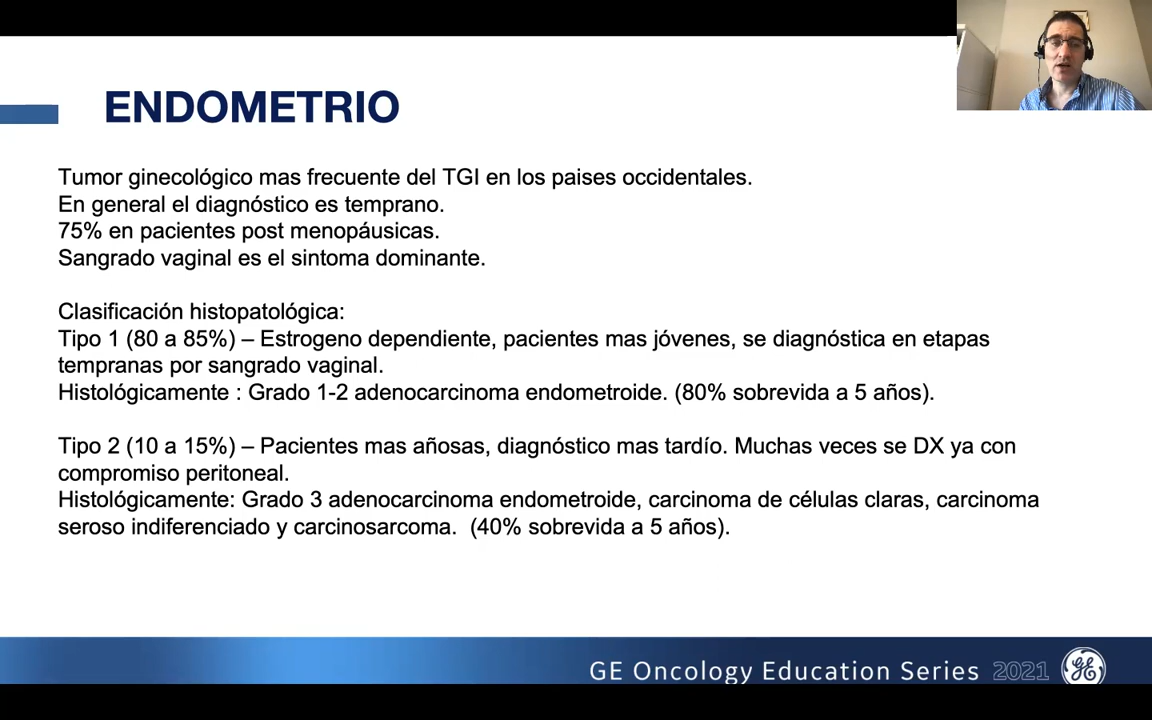 ENDOMETRIO
Tumor ginecológico mas frecuente del TGI en los paises occidentales.
En general el diagnóstico es temprano.
75% en pacientes post menopáusicas.
Sangrado vaginal es el sintoma dominante.
Clasificación histopatológica:
Tipo 1 (80 a 85%) – Estrogeno dependiente, pacientes mas jóvenes, se diagnóstica en etapas
tempranas por sangrado vaginal.
Histológicamente : Grado 1-2 adenocarcinoma endometroide. (80% sobrevida a 5 años).
Tipo 2 (10 a 15%) – Pacientes mas añosas, diagnóstico mas tardío. Muchas veces se DX ya con
compromiso peritoneal.
Histológicamente: Grado 3 adenocarcinoma endometroide, carcinoma de células claras, carcinoma
seroso indiferenciado y carcinosarcoma. (40% sobrevida a 5 años).
GE Oncology Education Series 2021
GE